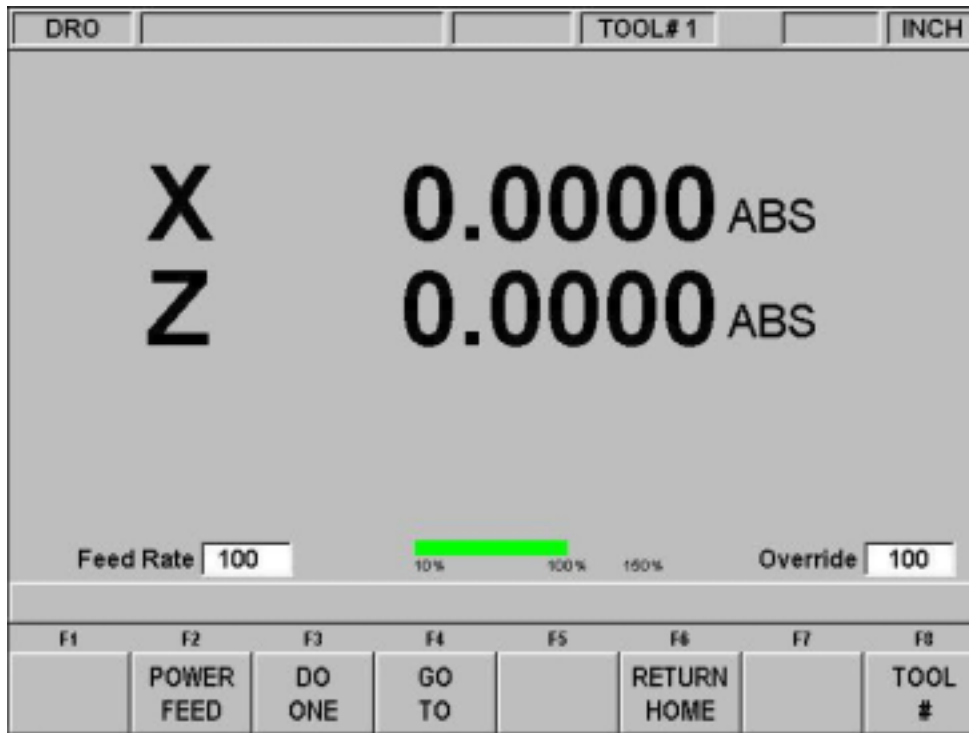 DRO TOOL# 1 INCH
X 0.0000 ABS
Z 0.0000 ABS
Feed Rate 100 10% 100% 150% Override 100
F1 F2 F3 F4 F5 F6 F7 F8
POWER FEED
DO ONE
GO TO
RETURN HOME
TOOL #